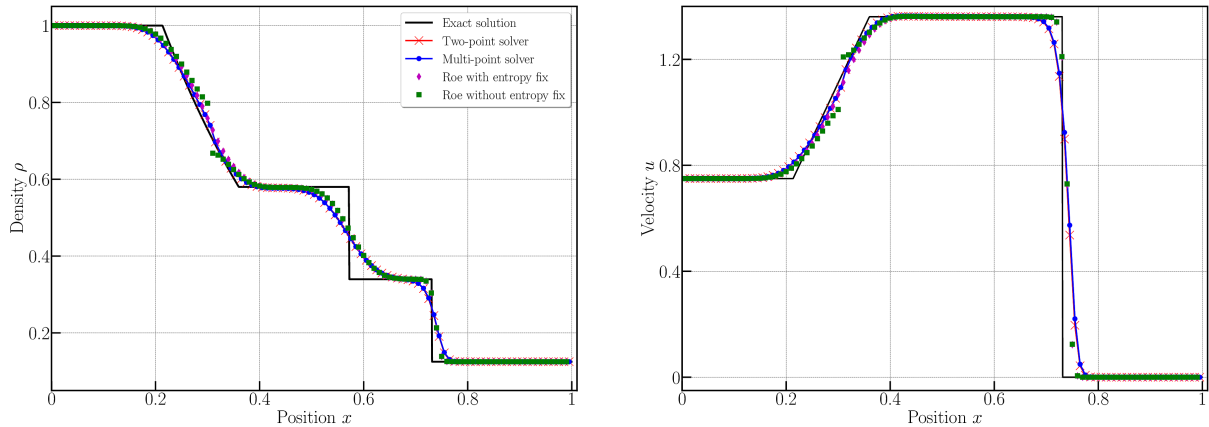 1
0.8
0.6
0.4
0.2
0 0.2 0.4 0.6 0.8 1
Density ρ
Position x
Exact solution
Two-point solver
Multi-point solver
Roe with entropy fix
Roe without entropy fix
1.2
0.8
0.4
0
0 0.2 0.4 0.6 0.8 1
Velocity u
Position x